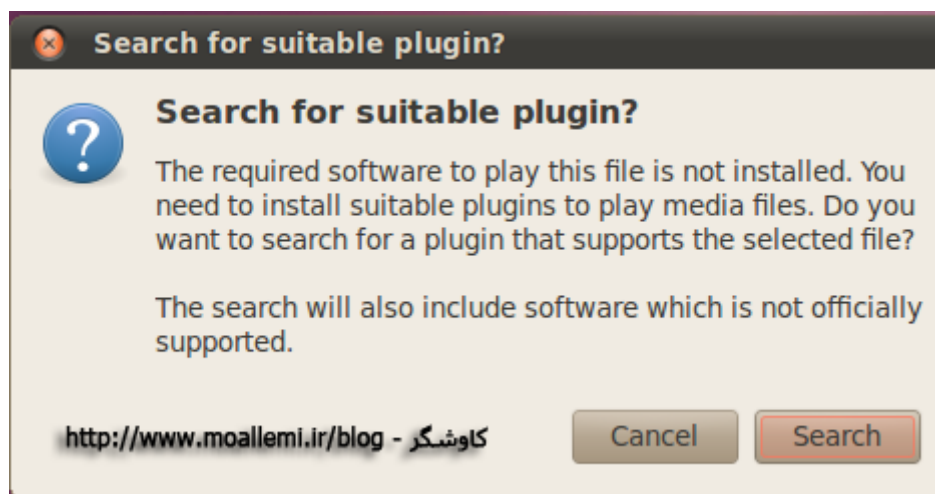 Search for suitable plugin?
Search for suitable plugin?
The required software to play this file is not installed. You
need to install suitable plugins to play media files. Do you
want to search for a plugin that supports the selected file?
The search will also include software which is not officially
supported.
http://www.moallemi.ir/blog - کاوشگر
Cancel
Search